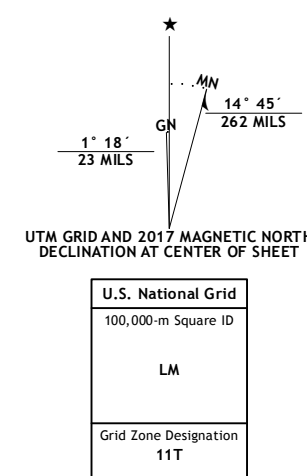 ★
MN
14° 45´
262 MILS
GN
1° 18´
23 MILS
UTM GRID AND 2017 MAGNETIC NORTH
DECLINATION AT CENTER OF SHEET
U.S. National Grid
100,000-m Square ID
LM
Grid Zone Designation
11T